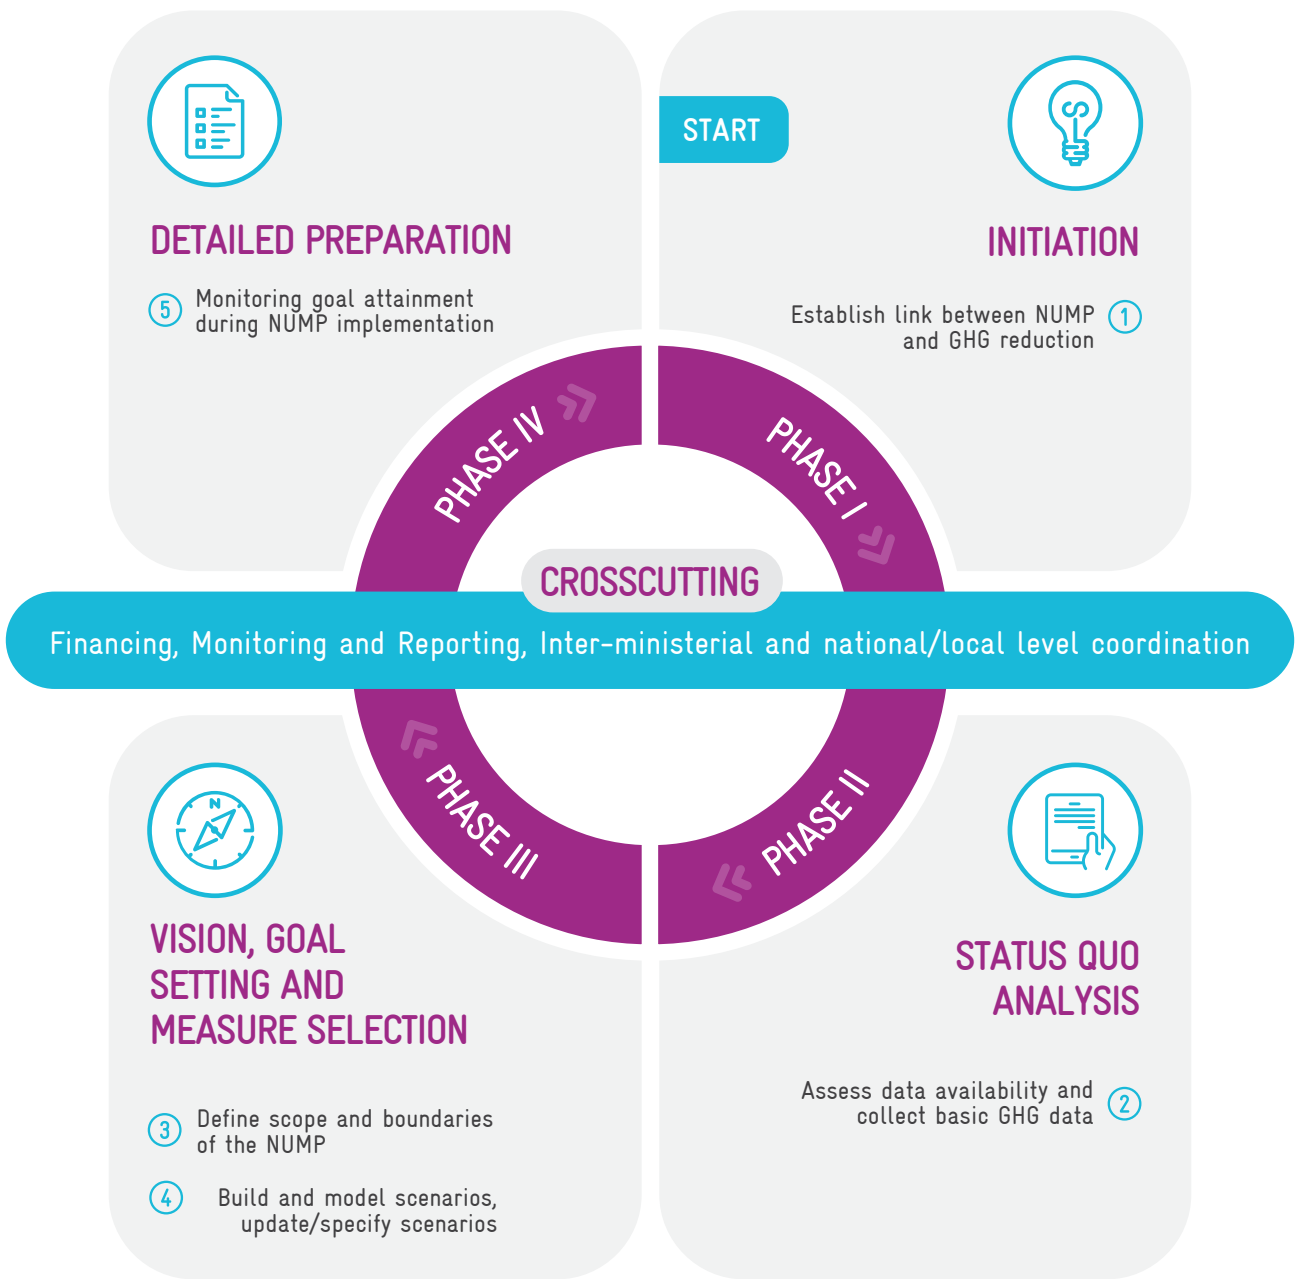 START
INITIATION
Establish link between NUMP
and GHG reduction
1
PHASE I
STATUS QUO
ANALYSIS
Assess data availability and
collect basic GHG data
2
PHASE II
VISION, GOAL
SETTING AND
MEASURE SELECTION
3
Define scope and boundaries
of the NUMP
4
Build and model scenarios,
update/specify scenarios
N
PHASE III
DETAILED PREPARATION
5
Monitoring goal attainment
during NUMP implementation
PHASE IV
CROSSCUTTING
Financing, Monitoring and Reporting, Inter-ministerial and national/local level coordination